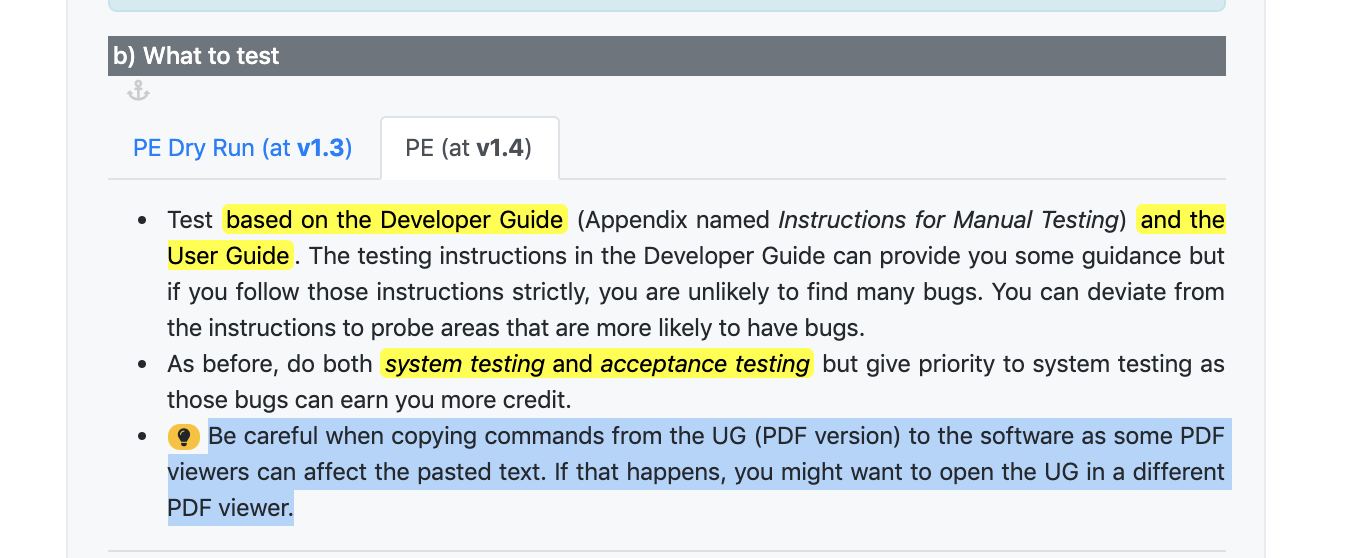 b) What to test
PE Dry Run (at v1.3)
PE (at v1.4)
Test based on the Developer Guide (Appendix named Instructions for Manual Testing) and the
User Guide . The testing instructions in the Developer Guide can provide you some guidance but
if you follow those instructions strictly, you are unlikely to find many bugs. You can deviate from
the instructions to probe areas that are more likely to have bugs.
As before, do both system testing and acceptance testing but give priority to system testing as
those bugs can earn you more credit.
Be careful when copying commands from the UG (PDF version) to the software as some PDF
viewers can affect the pasted text. If that happens, you might want to open the UG in a different
PDF viewer.